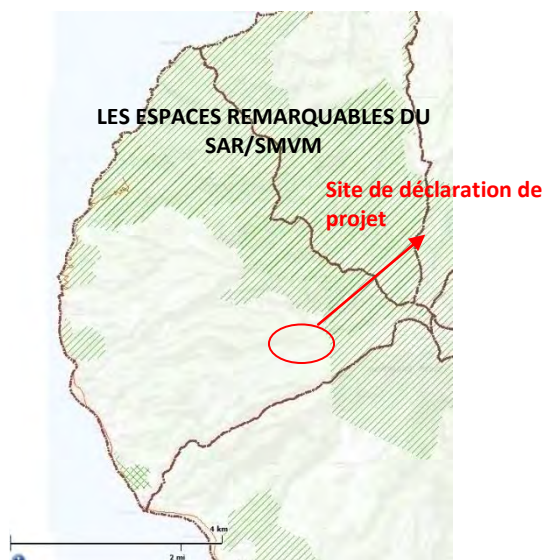 LES ESPACES REMARQUABLES DU
SAR/SMVM
Site de déclaration de
projet
4 km
2 mi